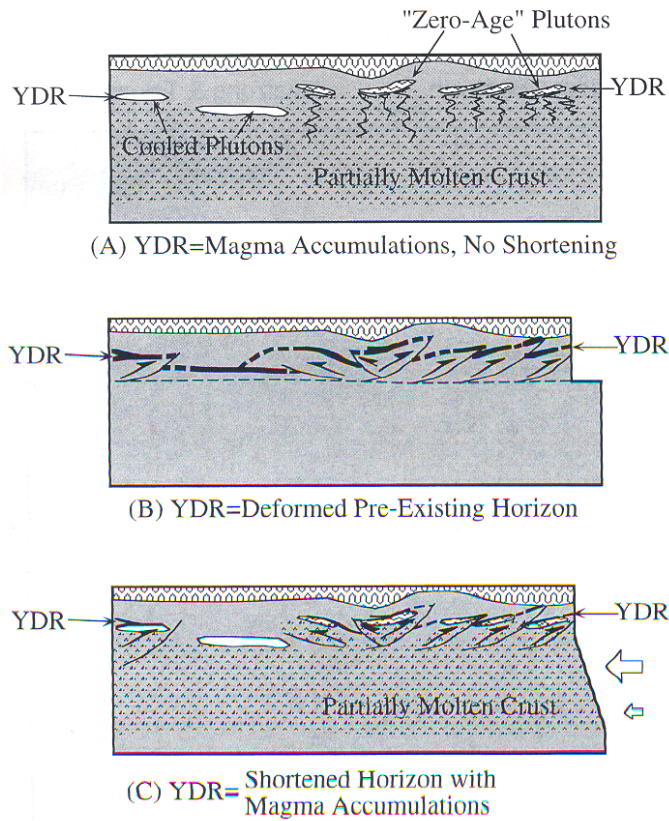 "Zero-Age" Plutons
YDR
YDR
Cooled Plutons
Partially Molten Crust
(A) YDR=Magma Accumulations, No Shortening
YDR
YDR
(B) YDR=Deformed Pre-Existing Horizon
YDR
YDR
Partially Molten Crust
(C) YDR= Shortened Horizon with
Magma Accumulations